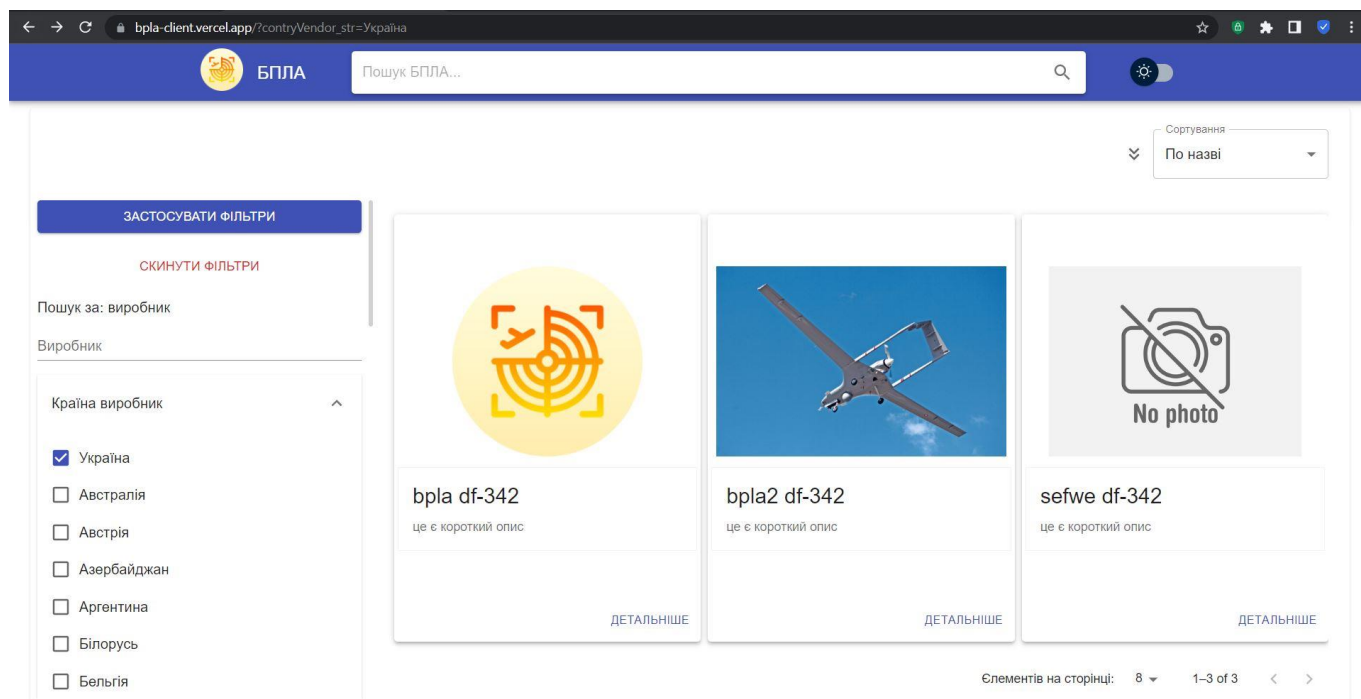 bpla-client.vercel.app/?contryVendor_str=Україна
БПЛА
Пошук БПЛА...
Сортування
По назві
ЗАСТОСУВАТИ ФІЛЬТРИ
СКИНУТИ ФІЛЬТРИ
Пошук за: виробник
Виробник
Країна виробник
Україна
Австралія
Австрія
Азербайджан
Аргентина
Білорусь
Бельгія
bpla df-342
це є короткий опис
ДЕТАЛЬНІШЕ
bpla2 df-342
це є короткий опис
ДЕТАЛЬНІШЕ
No photo
sefwe df-342
це є короткий опис
ДЕТАЛЬНІШЕ
Єлементів на сторінці: 8 1–3 of 3